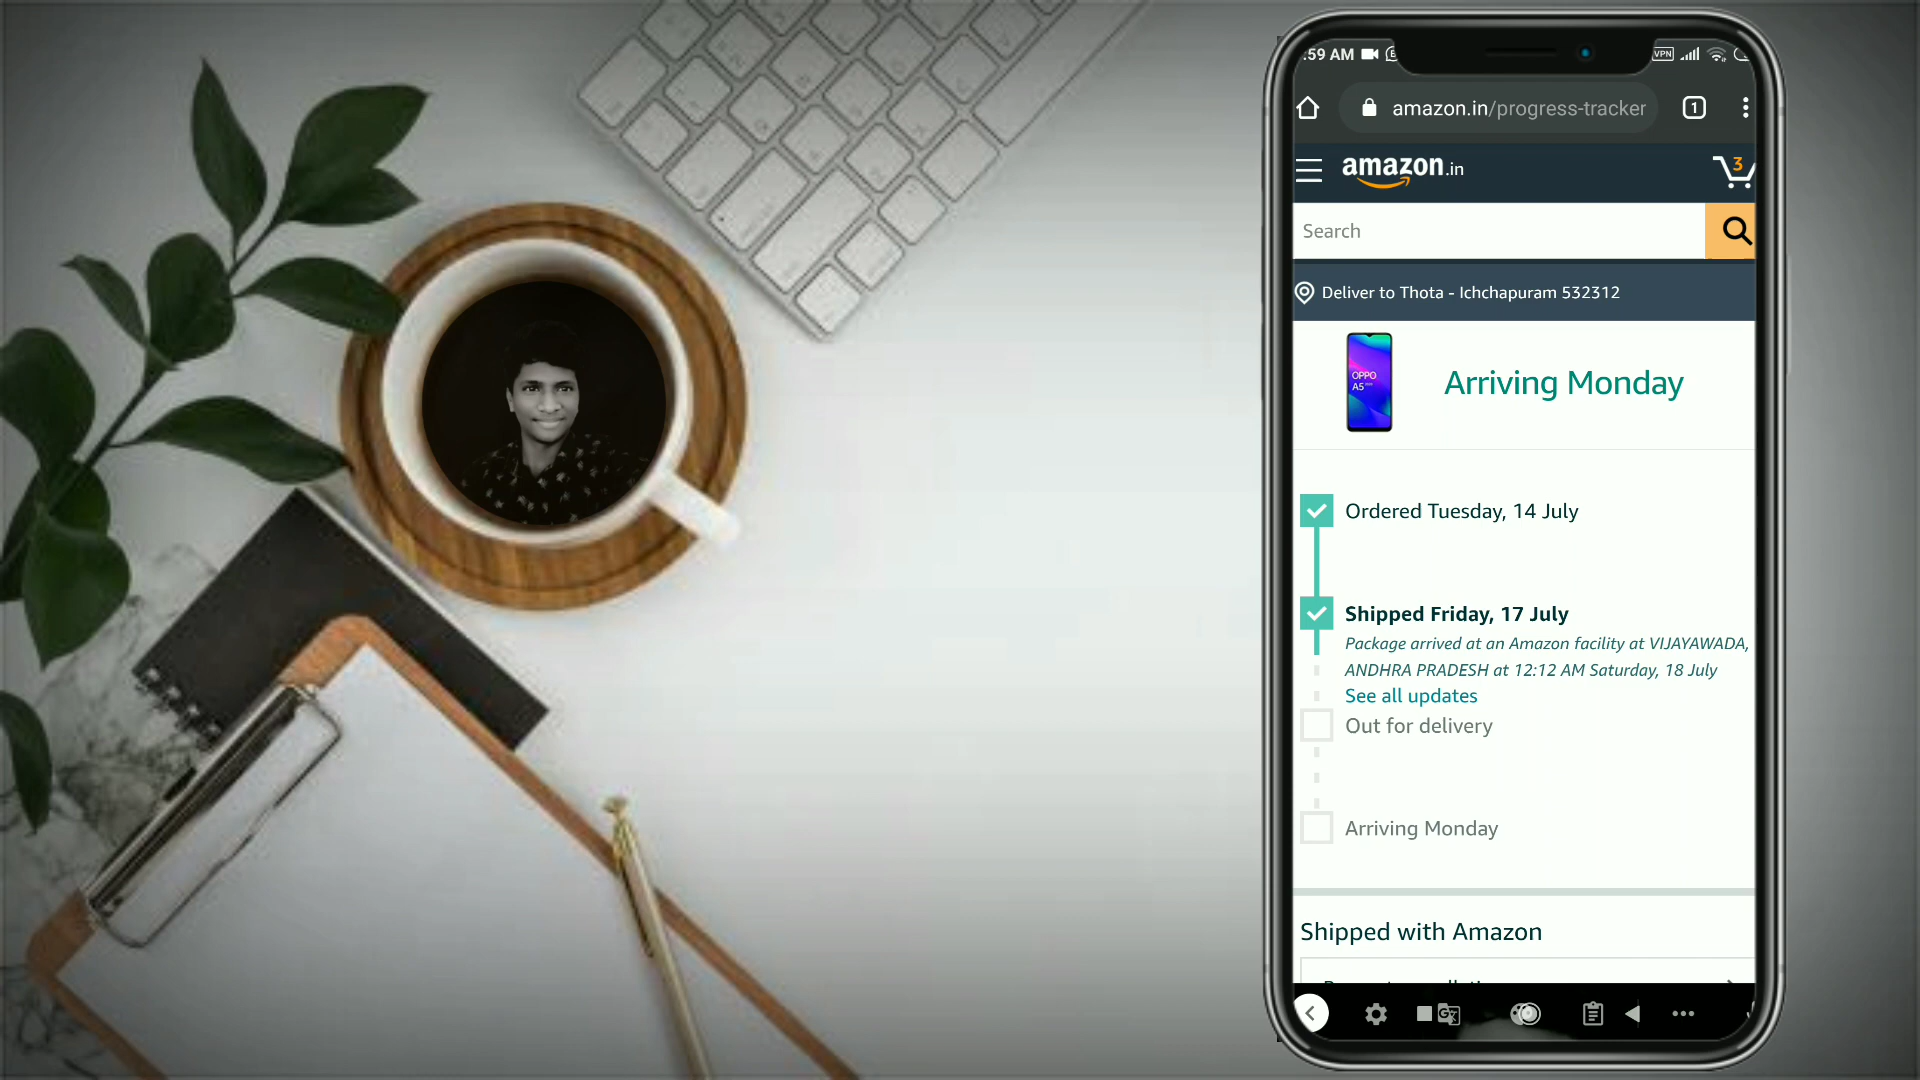 :59 AM
VPN
amazon.in/progress-tracker
1
amazon.in
3
Search
Deliver to Thota - Ichchapuram 532312
OPPO
A5
Arriving Monday
Ordered Tuesday, 14 July
Shipped Friday, 17 July
Package arrived at an Amazon facility at VIJAYAWADA,
ANDHRA PRADESH at 12:12 AM Saturday, 18 July
See all updates
Out for delivery
Arriving Monday
Shipped with Amazon